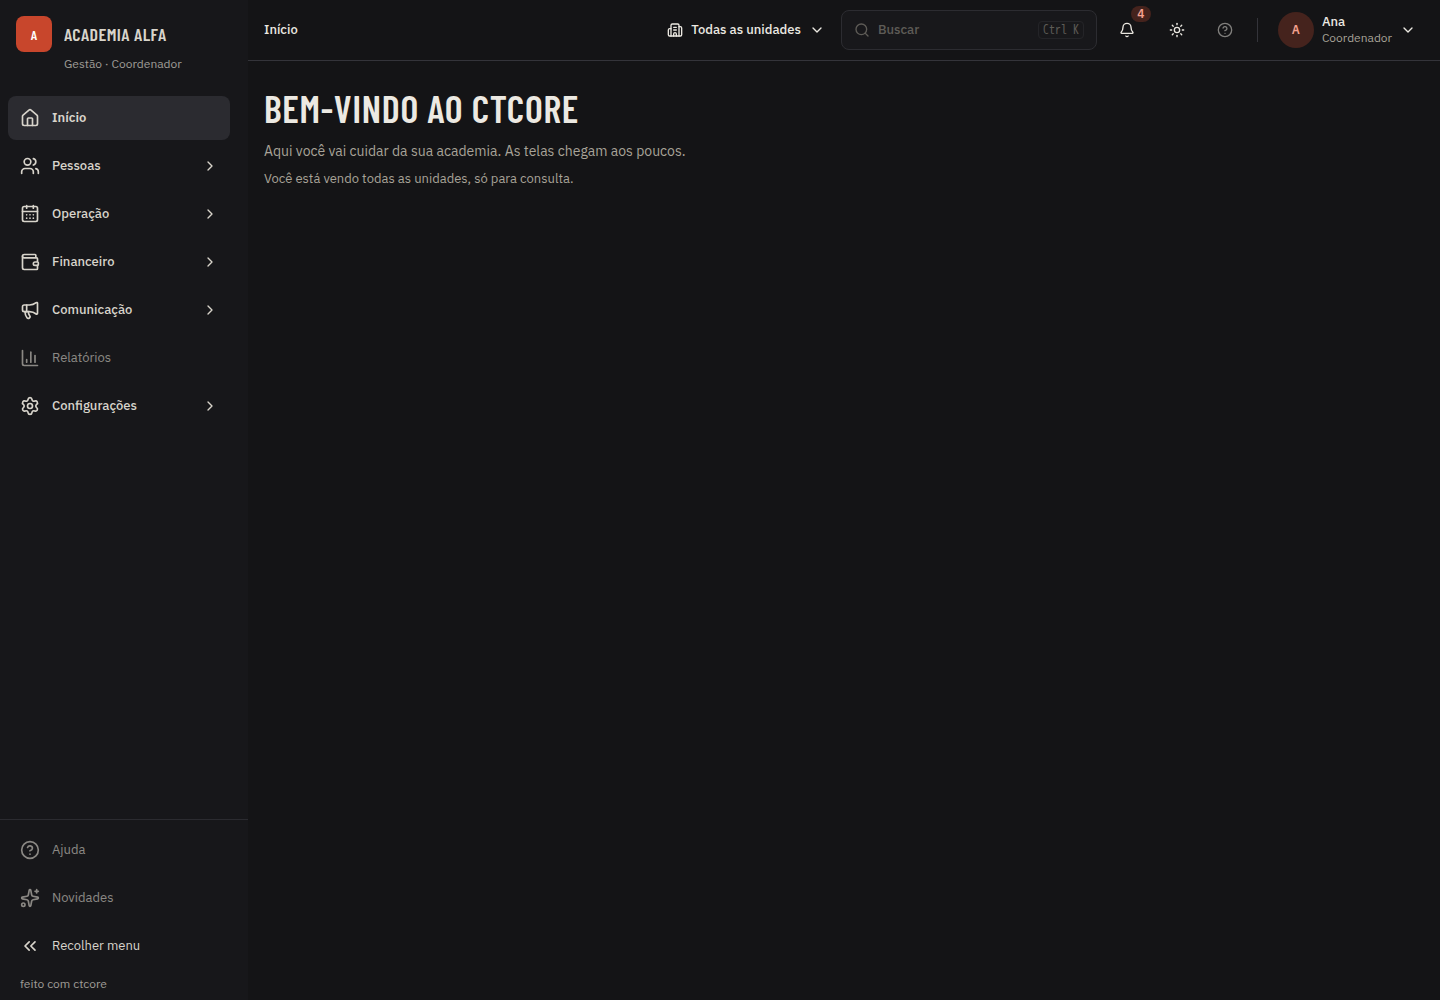 A
ACADEMIA ALFA
Gestão · Coordenador
Início
Pessoas
Operação
Financeiro
Comunicação
Relatórios
Configurações
Ajuda
Novidades
Recolher menu
feito com ctcore
Início
Todas as unidades
Buscar
Ctrl K
4
A
Ana
Coordenador
BEM-VINDO AO CTCORE
Aqui você vai cuidar da sua academia. As telas chegam aos poucos.
Você está vendo todas as unidades, só para consulta.